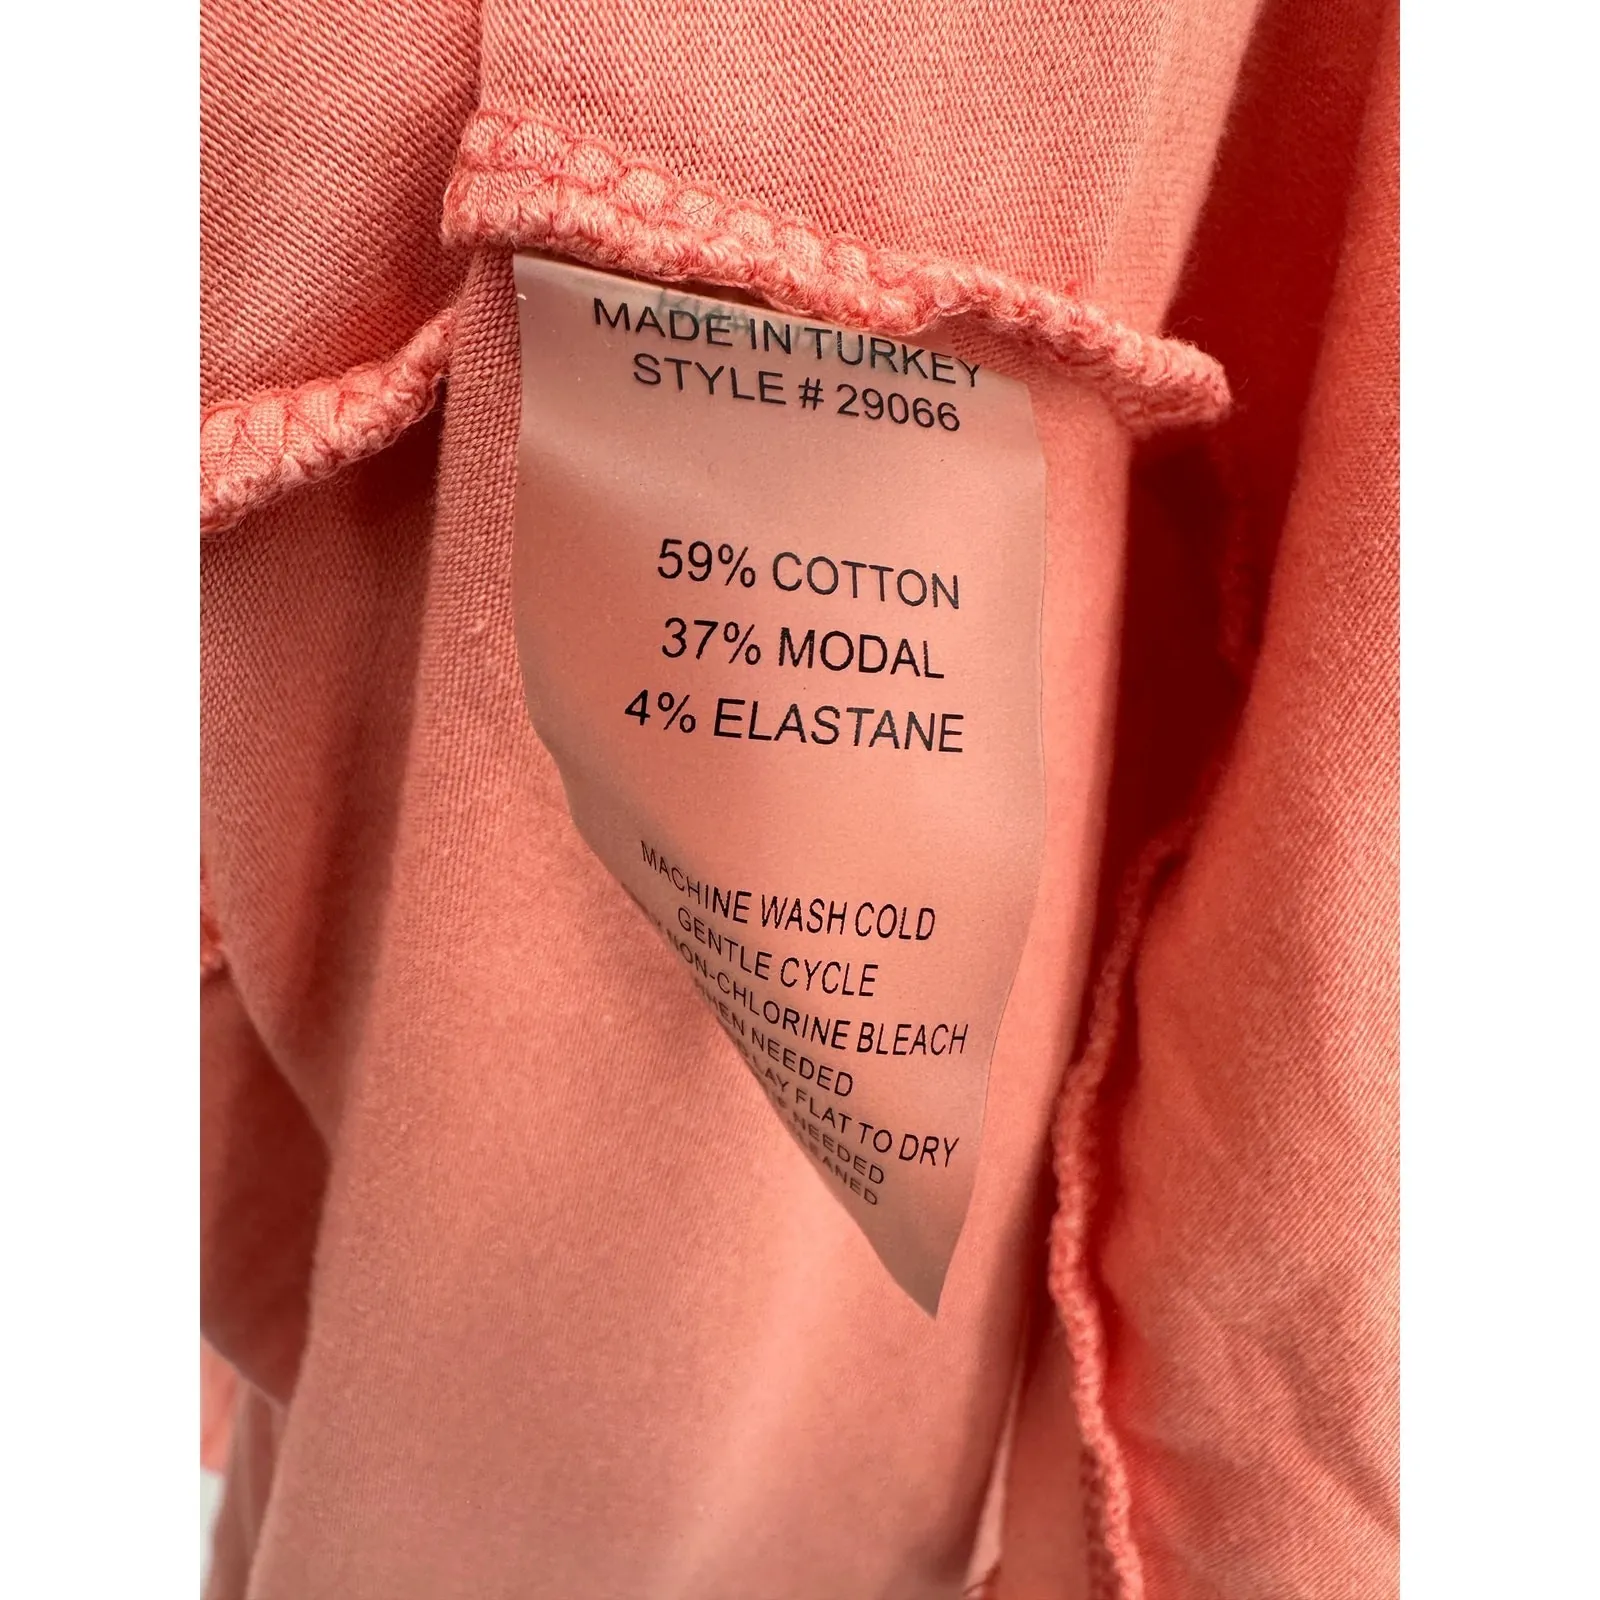 MADE IN TURKEY
STYLE # 29066
59% COTTON
37% MODAL
4% ELASTANE
MACHINE WASH COLD
GENTLE CYCLE
NON-CHLORINE BLEACH
NEEDED
LAY FLAT TO DRY
NEEDED